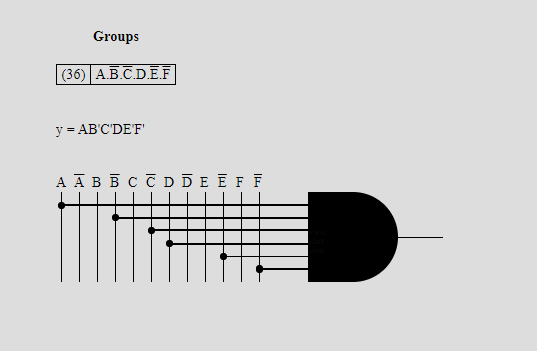 Groups
(36) A.B̅.C̅.D.E̅.F̅
y = AB'C'DE'F'
A A̅ B B̅ C C̅ D D̅ E E̅ F F̅